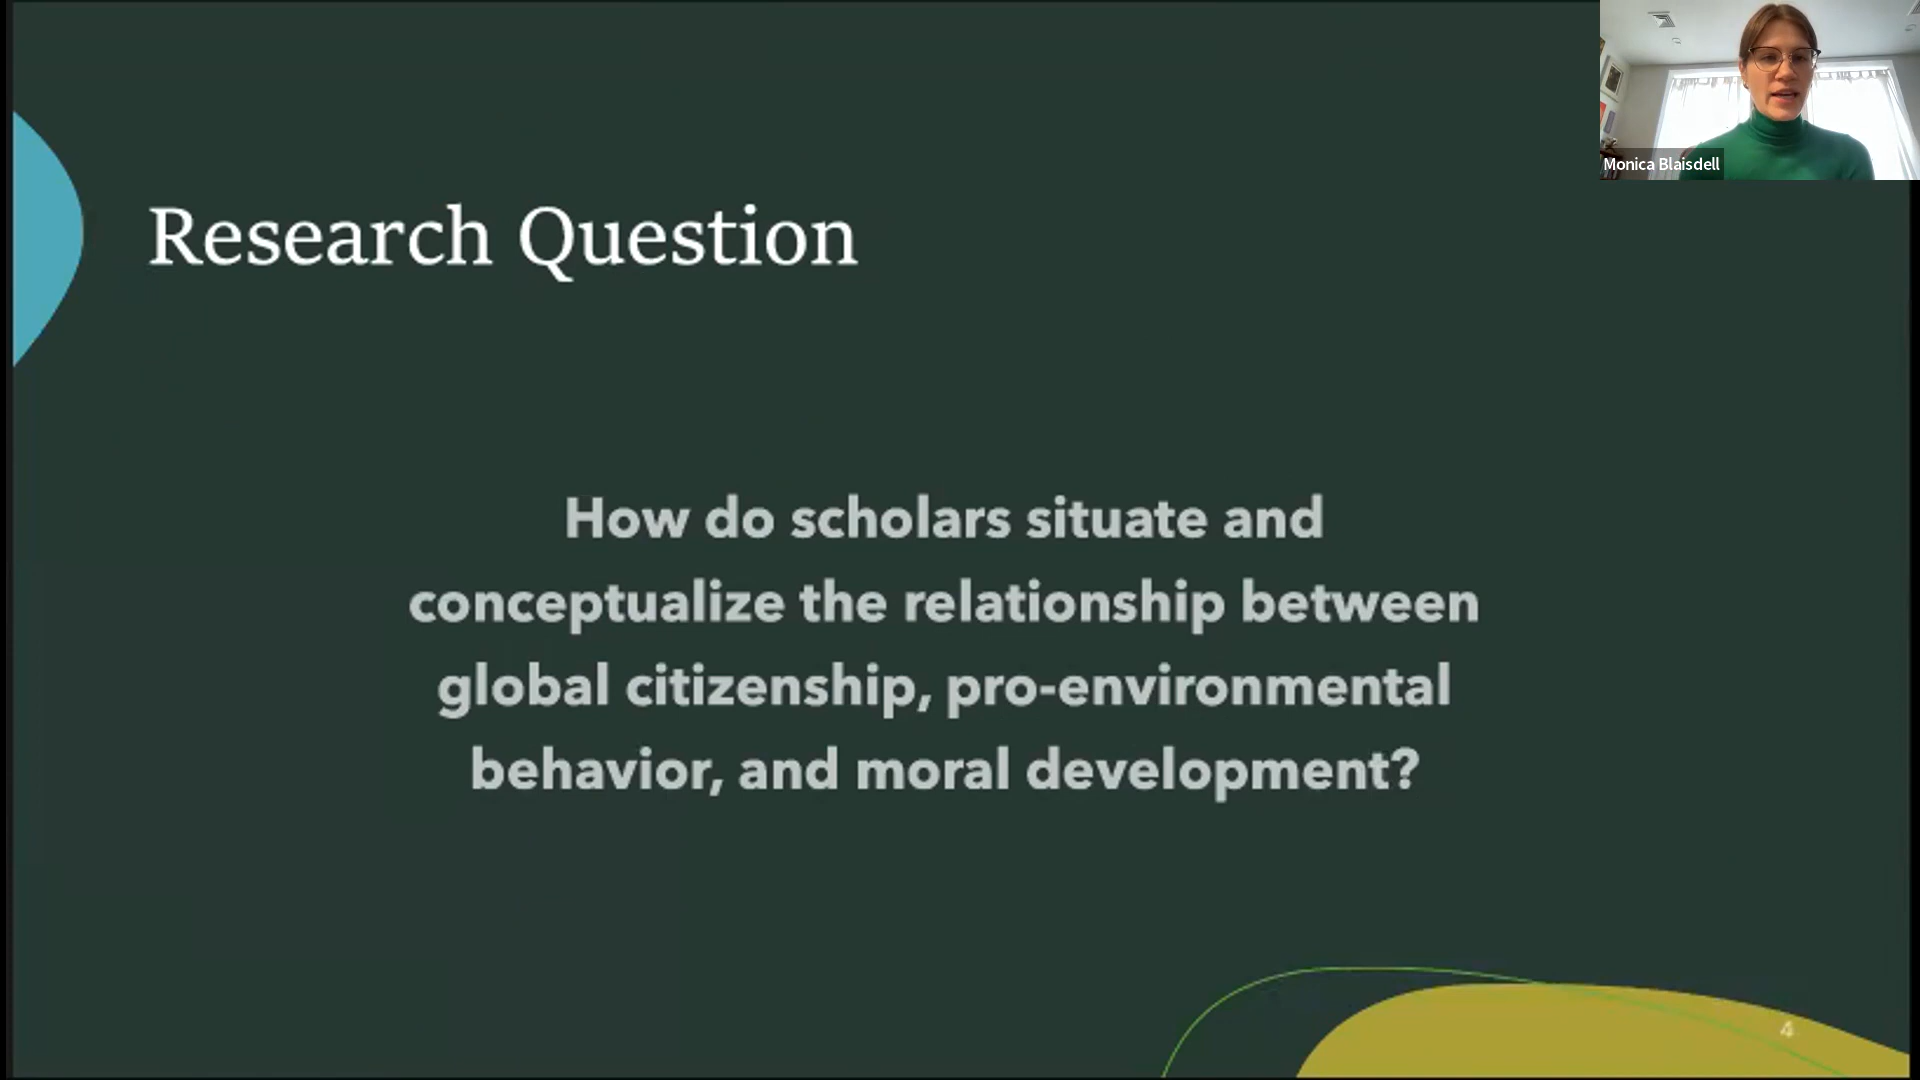 Monica Blaisdell
Research Question
How do scholars situate and
conceptualize the relationship between
global citizenship, pro-environmental
behavior, and moral development?
4